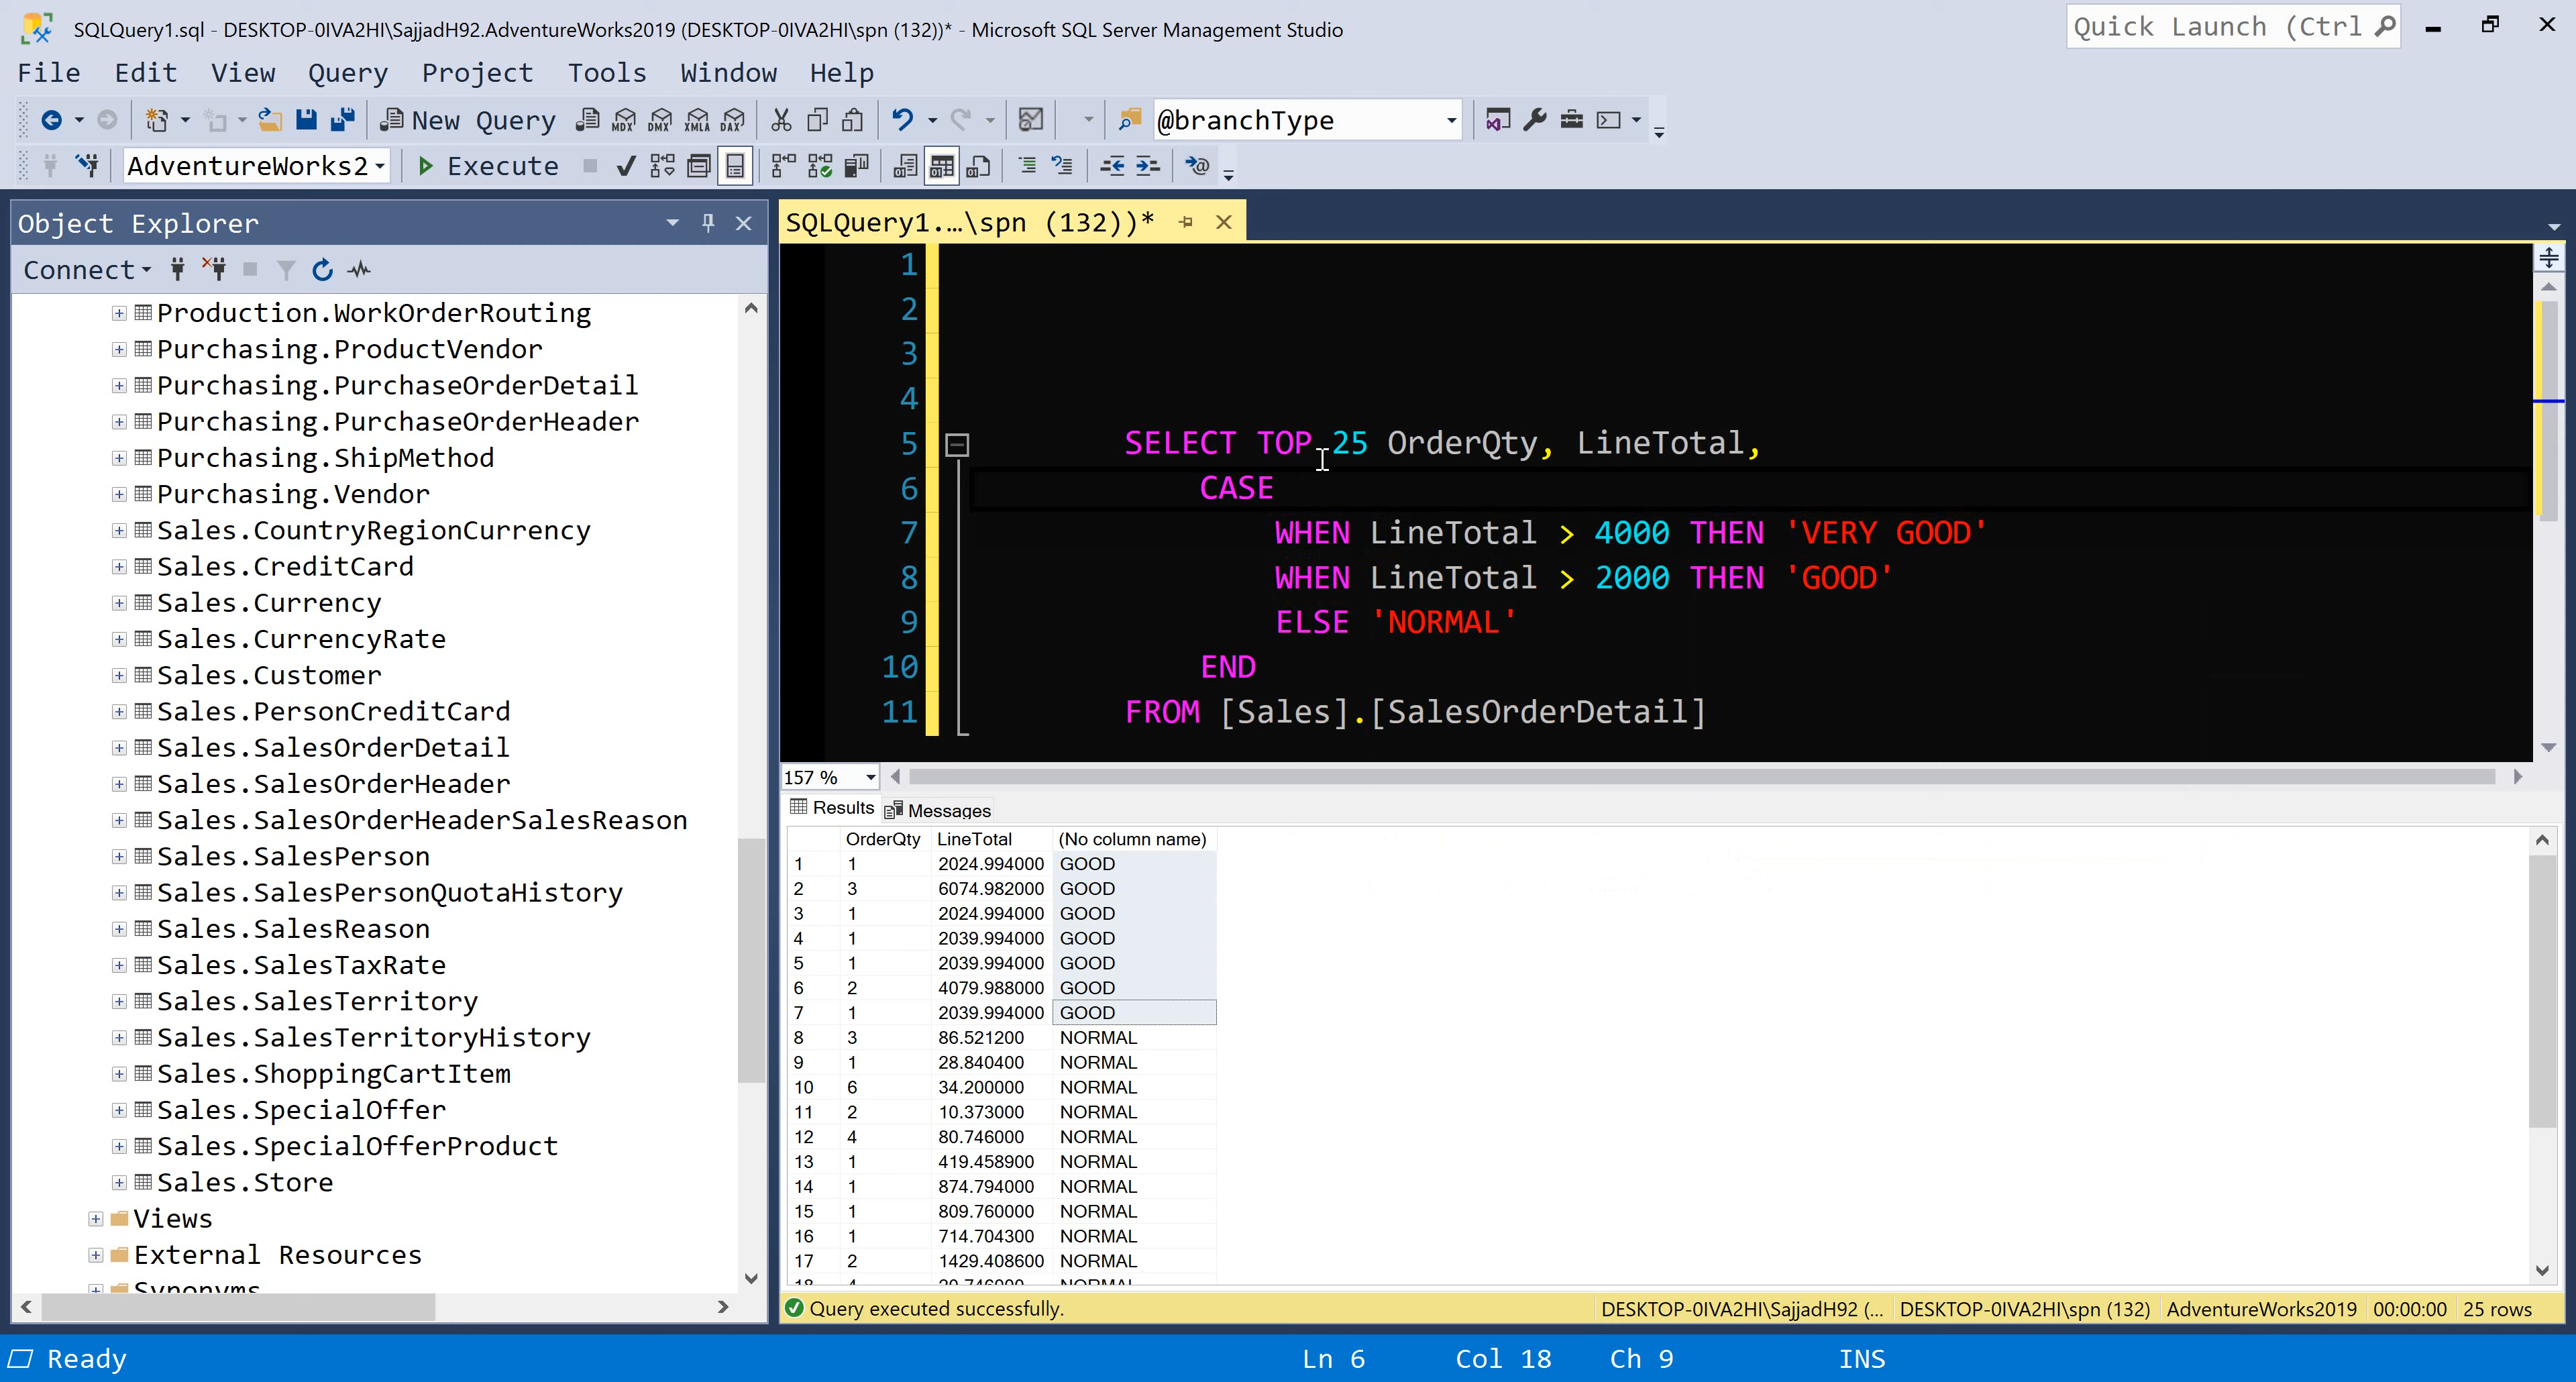 SQLQuery1.sql - DESKTOP-0IVA2HI\SajjadH92.AdventureWorks2019 (DESKTOP-0IVA2HI\spn (132))* - Microsoft SQL Server Management Studio
Quick Launch (Ctrl
File Edit View Query Project Tools Window Help
New Query MDX DMX XMLA DAX @branchType
AdventureWorks2 Execute
Object Explorer
Connect
Production.WorkOrderRouting
Purchasing.ProductVendor
Purchasing.PurchaseOrderDetail
Purchasing.PurchaseOrderHeader
Purchasing.ShipMethod
Purchasing.Vendor
Sales.CountryRegionCurrency
Sales.CreditCard
Sales.Currency
Sales.CurrencyRate
Sales.Customer
Sales.PersonCreditCard
Sales.SalesOrderDetail
Sales.SalesOrderHeader
Sales.SalesOrderHeaderSalesReason
Sales.SalesPerson
Sales.SalesPersonQuotaHistory
Sales.SalesReason
Sales.SalesTaxRate
Sales.SalesTerritory
Sales.SalesTerritoryHistory
Sales.ShoppingCartItem
Sales.SpecialOffer
Sales.SpecialOfferProduct
Sales.Store
Views
External Resources
Synonyms
SQLQuery1....\spn (132))*
1
2
3
4
5 SELECT TOP 25 OrderQty, LineTotal,
6 CASE
7 WHEN LineTotal > 4000 THEN 'VERY GOOD'
8 WHEN LineTotal > 2000 THEN 'GOOD'
9 ELSE 'NORMAL'
10 END
11 FROM [Sales].[SalesOrderDetail]
157 %
Results Messages
OrderQty LineTotal (No column name)
1 1 2024.994000 GOOD
2 3 6074.982000 GOOD
3 1 2024.994000 GOOD
4 1 2039.994000 GOOD
5 1 2039.994000 GOOD
6 2 4079.988000 GOOD
7 1 2039.994000 GOOD
8 3 86.521200 NORMAL
9 1 28.840400 NORMAL
10 6 34.200000 NORMAL
11 2 10.373000 NORMAL
12 4 80.746000 NORMAL
13 1 419.458900 NORMAL
14 1 874.794000 NORMAL
15 1 809.760000 NORMAL
16 1 714.704300 NORMAL
17 2 1429.408600 NORMAL
18 4 20.746000 NORMAL
Query executed successfully. DESKTOP-0IVA2HI\SajjadH92 (... DESKTOP-0IVA2HI\spn (132) AdventureWorks2019 00:00:00 25 rows
Ready Ln 6 Col 18 Ch 9 INS